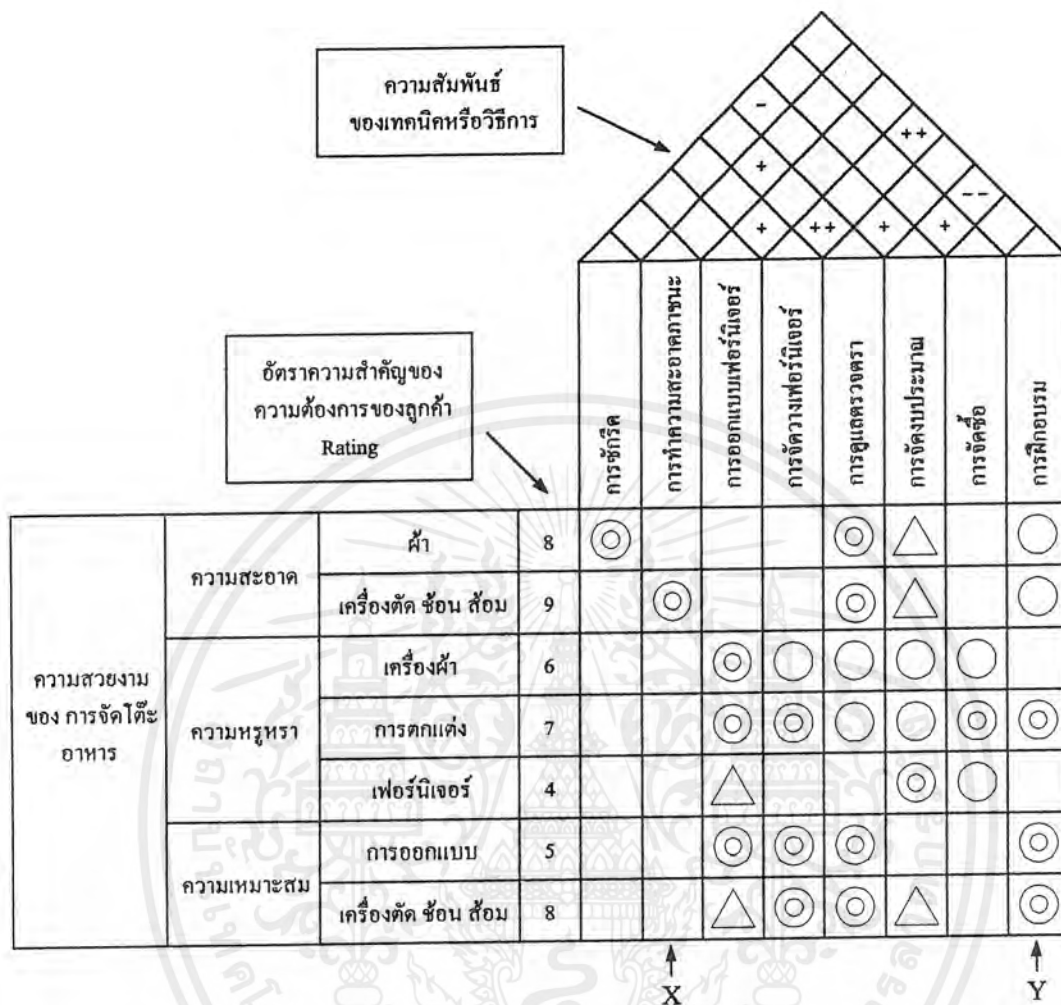 ความสัมพันธ์
ของเทคนิคหรือวิธีการ
-
++
+
--
+
++
+
+
อัตราความสำคัญของ
ความต้องการของลูกค้า
Rating
การซักรีด
การทำความสะอาดภาชนะ
การออกแบบเฟอร์นิเจอร์
การจัดวางเฟอร์นิเจอร์
การดูแลตรวจตรา
การจัดงบประมาณ
การจัดซื้อ
การฝึกอบรม
ความสวยงาม
ของ การจัดโต๊ะ
อาหาร
ความสะอาด
ผ้า
8
เครื่องตัด ช้อน ส้อม
9
ความหรูหรา
เครื่องผ้า
6
การตกแต่ง
7
เฟอร์นิเจอร์
4
ความเหมาะสม
การออกแบบ
5
เครื่องตัด ช้อน ส้อม
8
X
Y